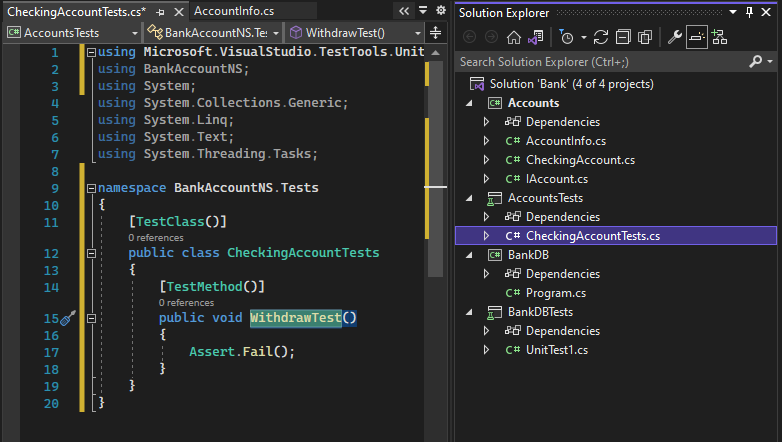 CheckingAccountTests.cs*
AccountInfo.cs
AccountsTests
BankAccountNS.Te:
WithdrawTest()
1 using Microsoft.VisualStudio.TestTools.Unit
2 using BankAccountNS;
3 using System;
4 using System.Collections.Generic;
5 using System.Linq;
6 using System.Text;
7 using System.Threading.Tasks;
8
9 namespace BankAccountNS.Tests
10 {
11 [TestClass()]
0 references
12 public class CheckingAccountTests
13 {
14 [TestMethod()]
0 references
15 public void WithdrawTest()
16 {
17 Assert.Fail();
18 }
19 }
20 }
Solution Explorer
Search Solution Explorer (Ctrl+;)
Solution 'Bank' (4 of 4 projects)
C# Accounts
Dependencies
C# AccountInfo.cs
C# CheckingAccount.cs
C# IAccount.cs
AccountsTests
Dependencies
C# CheckingAccountTests.cs
C# BankDB
Dependencies
C# Program.cs
BankDBTests
Dependencies
C# UnitTest1.cs